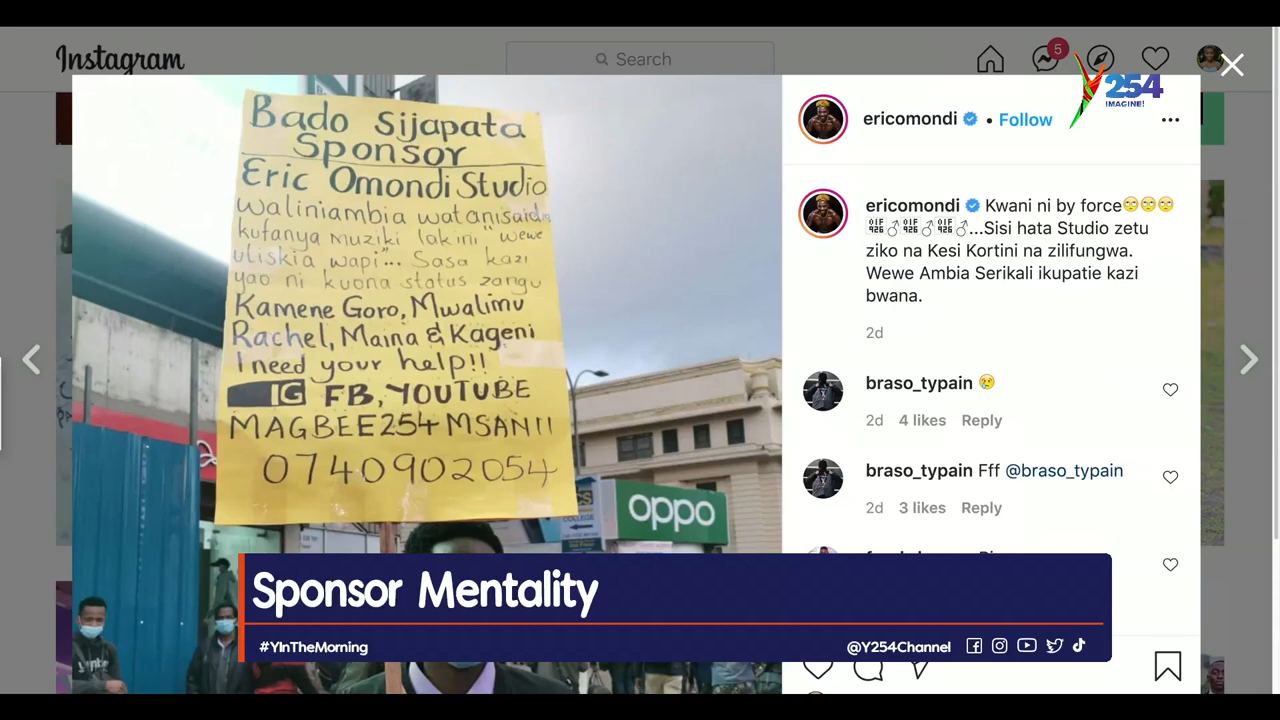 Instagram
Search
5
Y254
IMAGINE!
Bado Sijapata
Sponsor
Eric Omondi Studio
waliniambia watanisaidia
kufanya muziki lakini "wewe
uliskia wapi"... Sasa kazi
yao ni kuona status zangu
Kamene Goro, Mwalimu
Rachel, Maina & Kageni
I need your help!!
IG FB, YOUTUBE
MAGBEE254 MSANII
0740902054
oppo
COLLEGE
ericomondi • Follow
ericomondi Kwani ni by force🙄🙄🙄
...Sisi hata Studio zetu
ziko na Kesi Kortini na zilifungwa.
Wewe Ambia Serikali ikupatie kazi
bwana.
2d
braso_typain 😢
2d 4 likes Reply
braso_typain Fff @braso_typain
2d 3 likes Reply
Sponsor Mentality
#YInTheMorning
@Y254Channel